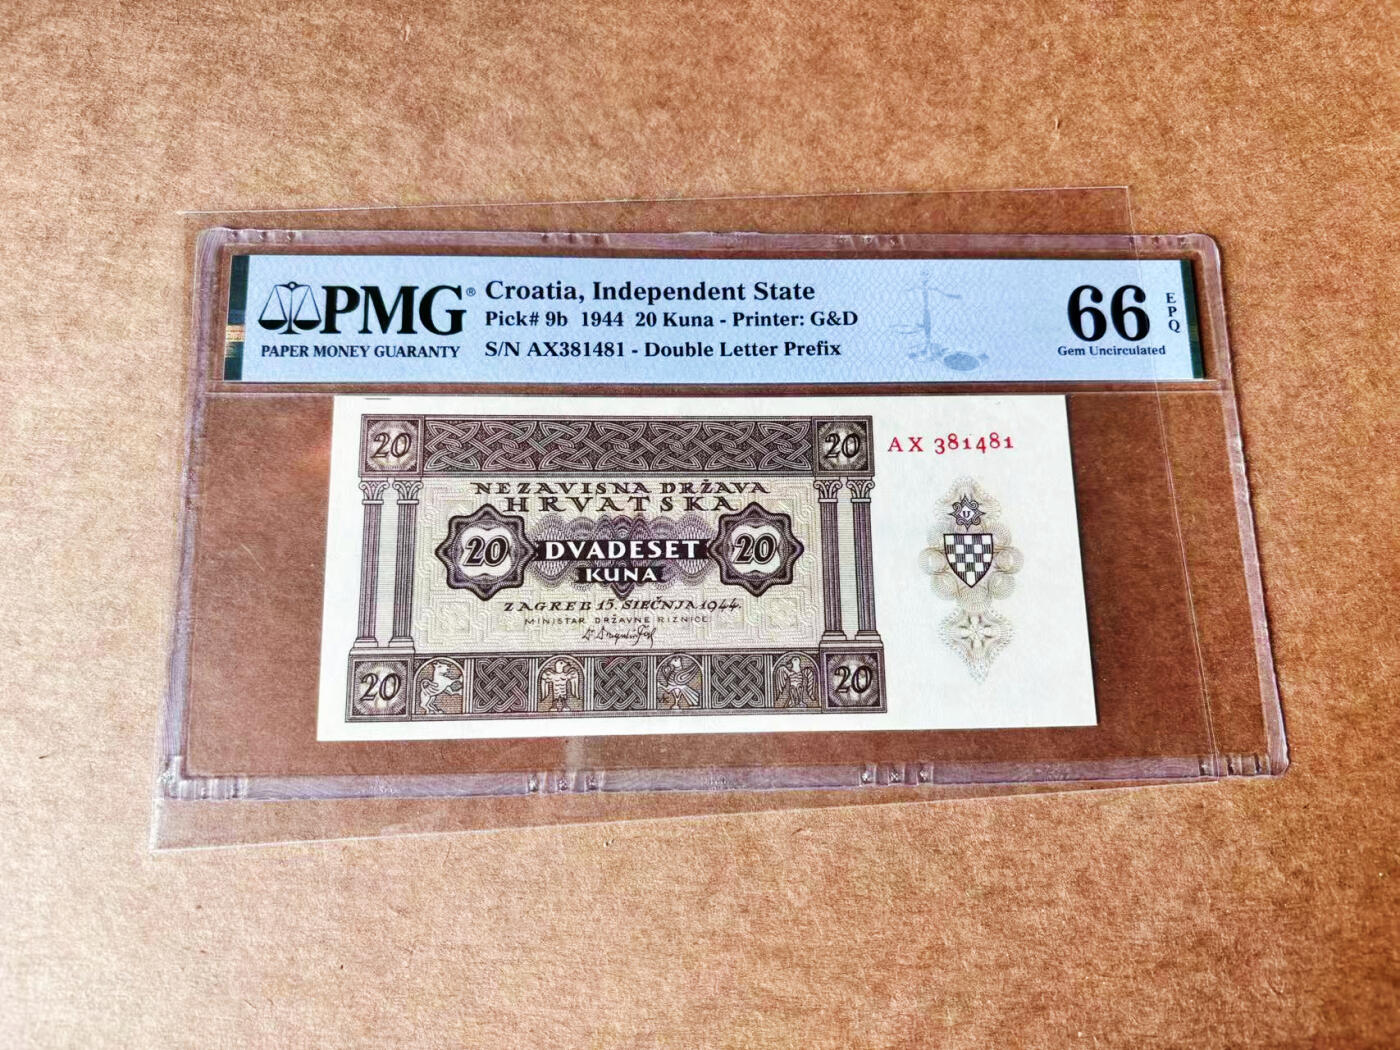 PMG®
PAPER MONEY GUARANTY
Croatia, Independent State
Pick# 9b 1944 20 Kuna - Printer: G&D
S/N AX381481 - Double Letter Prefix
66
EPQ
Gem Uncirculated
20
20
AX 381481
NEZAVISNA DRŽAVA
HRVATSKA
U
20
DVADESET
20
KUNA
ZAGREB 15. SIEČNJA 1944.
MINISTAR DRŽAVNE RIZNICE:
20
20